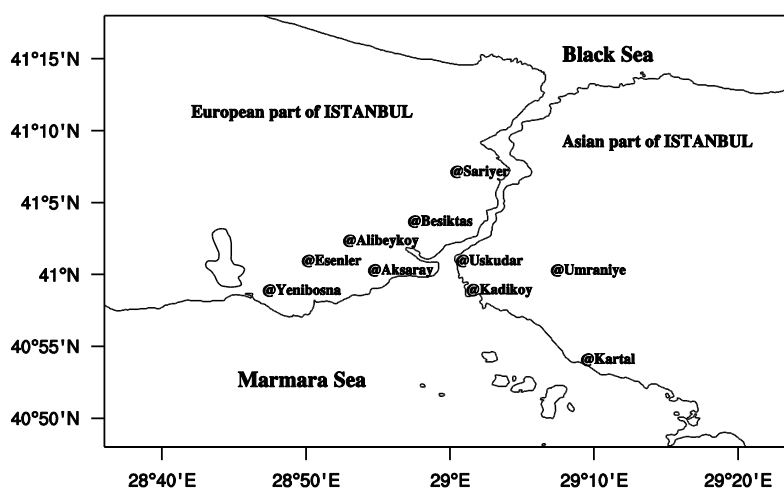 41°15'N
Black Sea
European part of ISTANBUL
41°10'N
Asian part of ISTANBUL
@Sariyer
41°5'N
@Besiktas
@Alibeykoy
@Esenler
@Uskudar
41°N
@Aksaray
@Umraniye
@Yenibosna
@Kadikoy
40°55'N
@Kartal
Marmara Sea
40°50'N
28°40'E
28°50'E
29°E
29°10'E
29°20'E